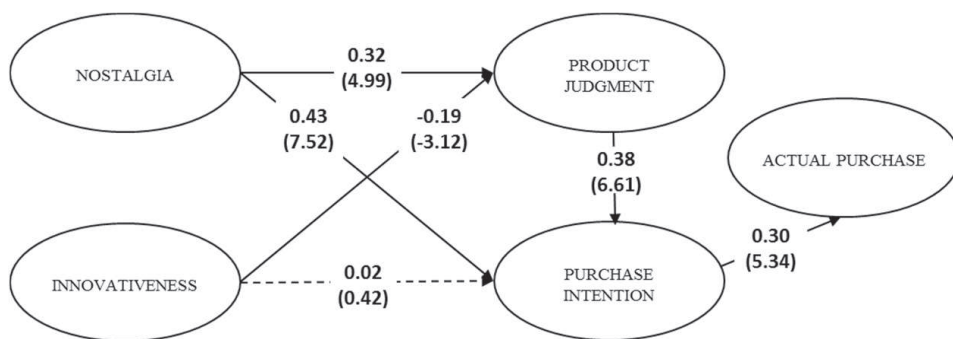 NOSTALGIA
0.32
(4.99)
PRODUCT
JUDGMENT
0.43
(7.52)
-0.19
(-3.12)
0.38
(6.61)
ACTUAL PURCHASE
INNOVATIVENESS
0.02
(0.42)
PURCHASE
INTENTION
0.30
(5.34)